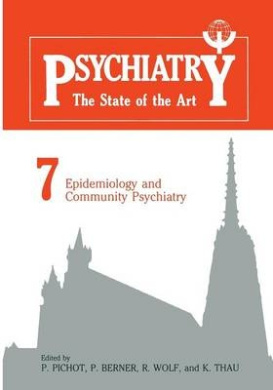 PSYCHIATRY
The State of the Art
7
Epidemiology and
Community Psychiatry
Edited by
P. PICHOT, P. BERNER, R. WOLF, and K. THAU